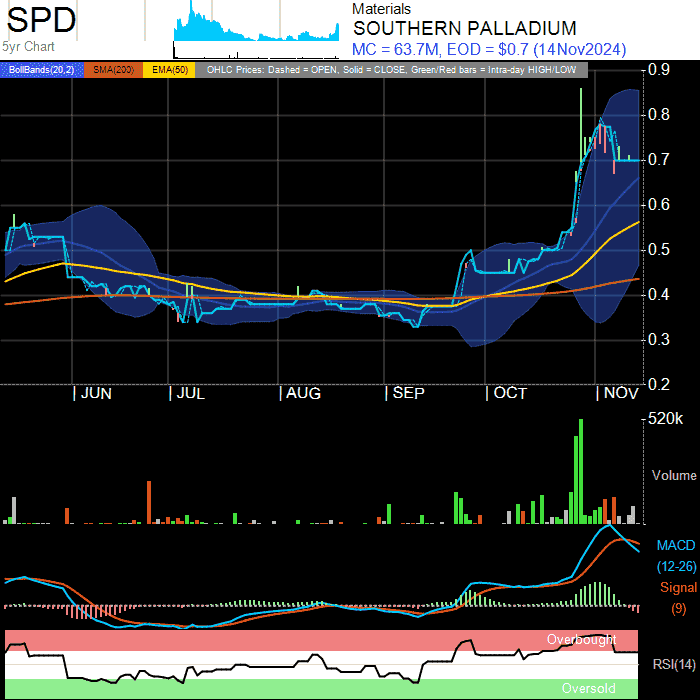 SPD
5yr Chart
Materials
SOUTHERN PALLADIUM
MC = 63.7M, EOD = $0.7 (14Nov2024)
BollBands(20,2) SMA(200) EMA(50) OHLC Prices: Dashed = OPEN, Solid = CLOSE, Green/Red bars = Intra-day HIGH/LOW
0.9
0.8
0.7
0.6
0.5
0.4
0.3
0.2
JUN JUL AUG SEP OCT NOV
520k
Volume
MACD
(12-26)
Signal
(9)
Overbought
RSI(14)
Oversold